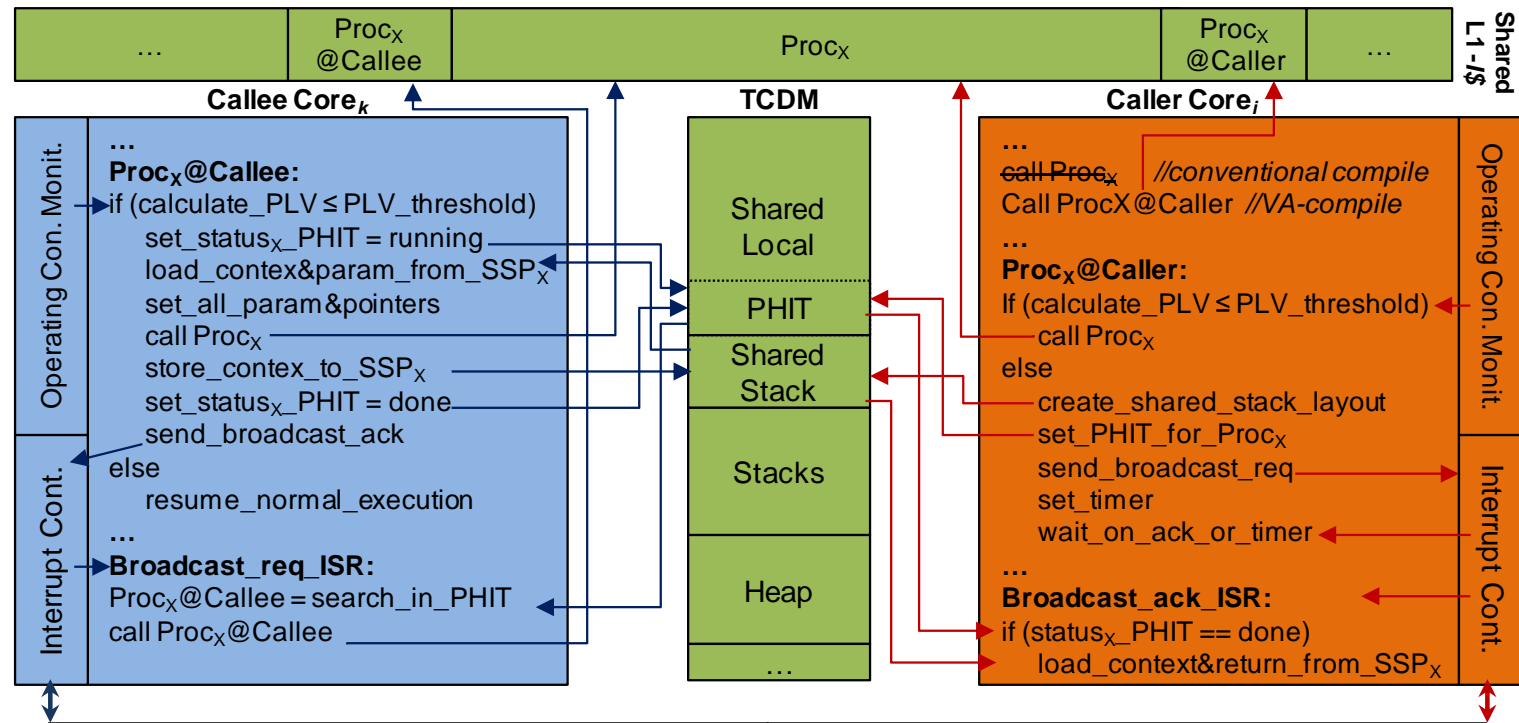 …
ProcX
@Callee
ProcX
ProcX
@Caller
…
Shared
L1-I$
Callee Corek
TCDM
Caller Corei
Operating Con. Monit.
Interrupt Cont.
…
ProcX@Callee:
if (calculate_PLV ≤ PLV_threshold)
set_statusX_PHIT = running
load_contex&param_from_SSPX
set_all_param&pointers
call ProcX
store_contex_to_SSPX
set_statusX_PHIT = done
send_broadcast_ack
else
resume_normal_execution
…
Broadcast_req_ISR:
ProcX@Callee = search_in_PHIT
call ProcX@Callee
Shared
Local
PHIT
Shared
Stack
Stacks
Heap
…
…
call ProcX //conventional compile
Call ProcX@Caller //VA-compile
…
ProcX@Caller:
If (calculate_PLV ≤ PLV_threshold)
call ProcX
else
create_shared_stack_layout
set_PHIT_for_ProcX
send_broadcast_req
set_timer
wait_on_ack_or_timer
…
Broadcast_ack_ISR:
if (statusX_PHIT == done)
load_context&return_from_SSPX
Operating Con. Monit.
Interrupt Cont.